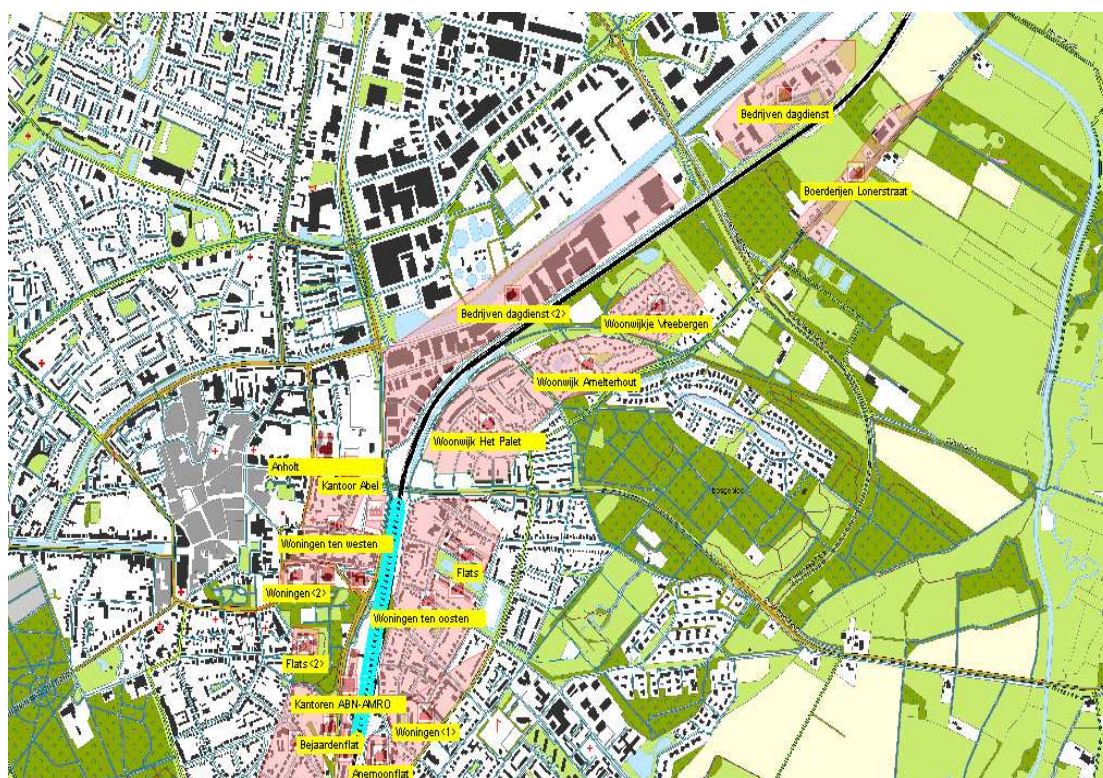 Bedrijven dagdienst
Boerderijen Lonerstraat
Bedrijven dagdienst<2>
Woonwijkje Vreebergen
Woonwijk Amelterhout
Woonwijk Het Palet
Anholt
Kantoor Abel
Woningen ten westen
Flats
Woningen<2>
Woningen ten oosten
Flats<2>
Kantoren ABN-AMRO
Woningen<1>
Bejaardenflat
Anemoonflat